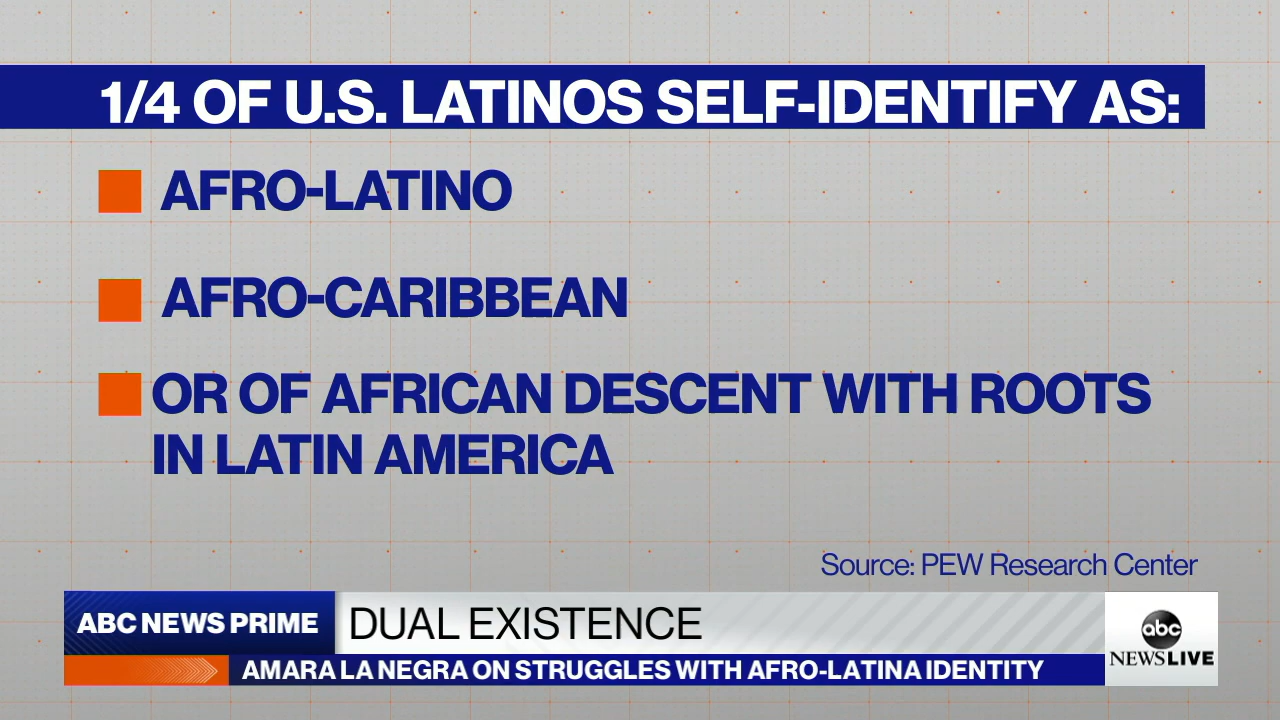 1/4 OF U.S. LATINOS SELF-IDENTIFY AS:
AFRO-LATINO
AFRO-CARIBBEAN
OR OF AFRICAN DESCENT WITH ROOTS
IN LATIN AMERICA
Source: PEW Research Center
ABC NEWS PRIME
DUAL EXISTENCE
AMARA LA NEGRA ON STRUGGLES WITH AFRO-LATINA IDENTITY
abc
NEWSLIVE